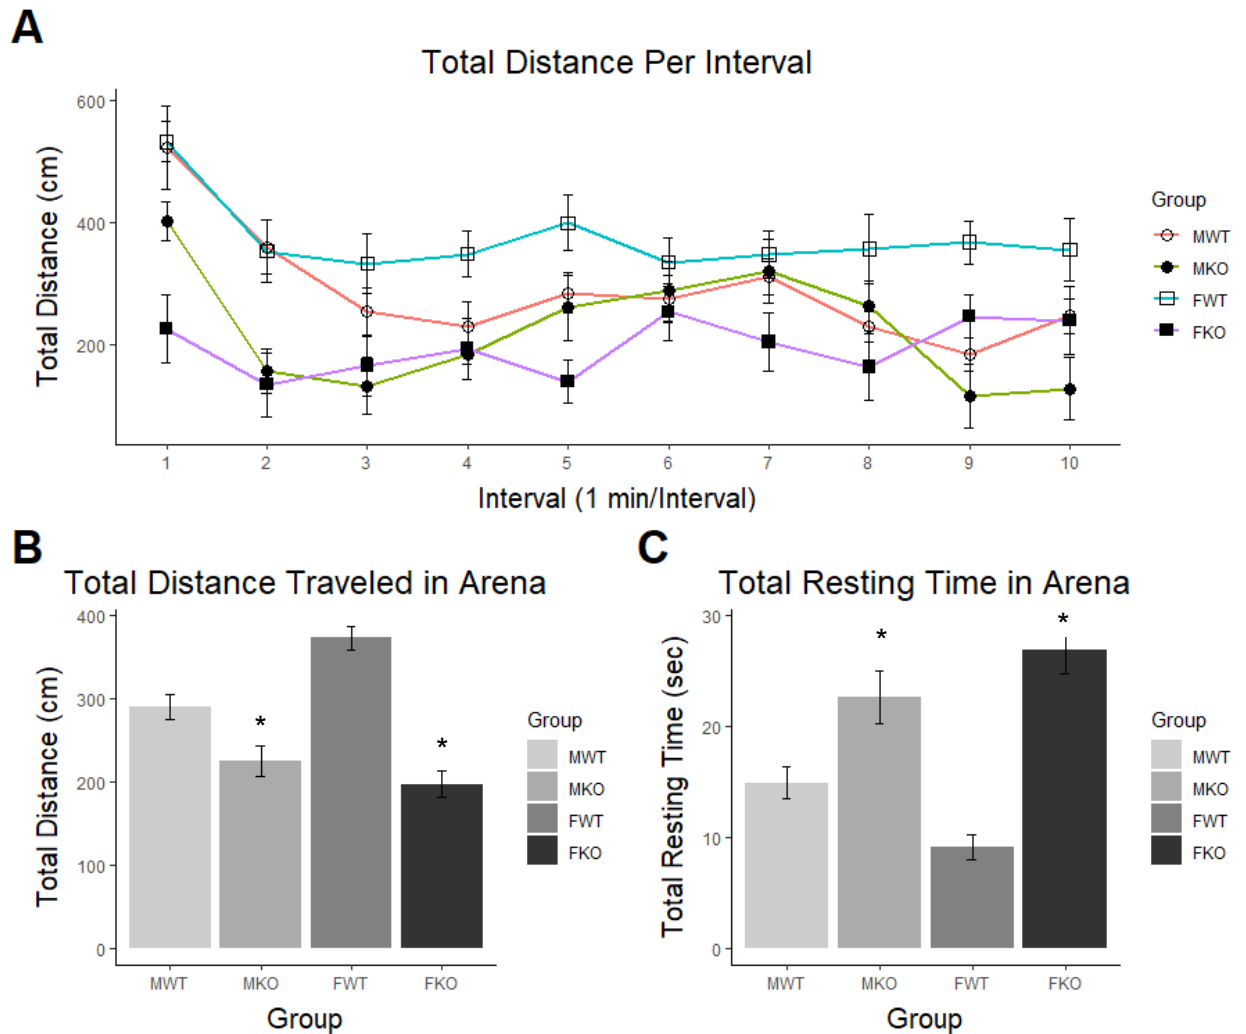 A
Total Distance Per Interval
Total Distance (cm)
600
400
200
1 2 3 4 5 6 7 8 9 10
Interval (1 min/Interval)
Group
MWT
MKO
FWT
FKO
B
Total Distance Traveled in Arena
Total Distance (cm)
400
300
200
100
0
*
*
MWT MKO FWT FKO
Group
Group
MWT
MKO
FWT
FKO
C
Total Resting Time in Arena
Total Resting Time (sec)
30
20
10
0
*
*
MWT MKO FWT FKO
Group
Group
MWT
MKO
FWT
FKO